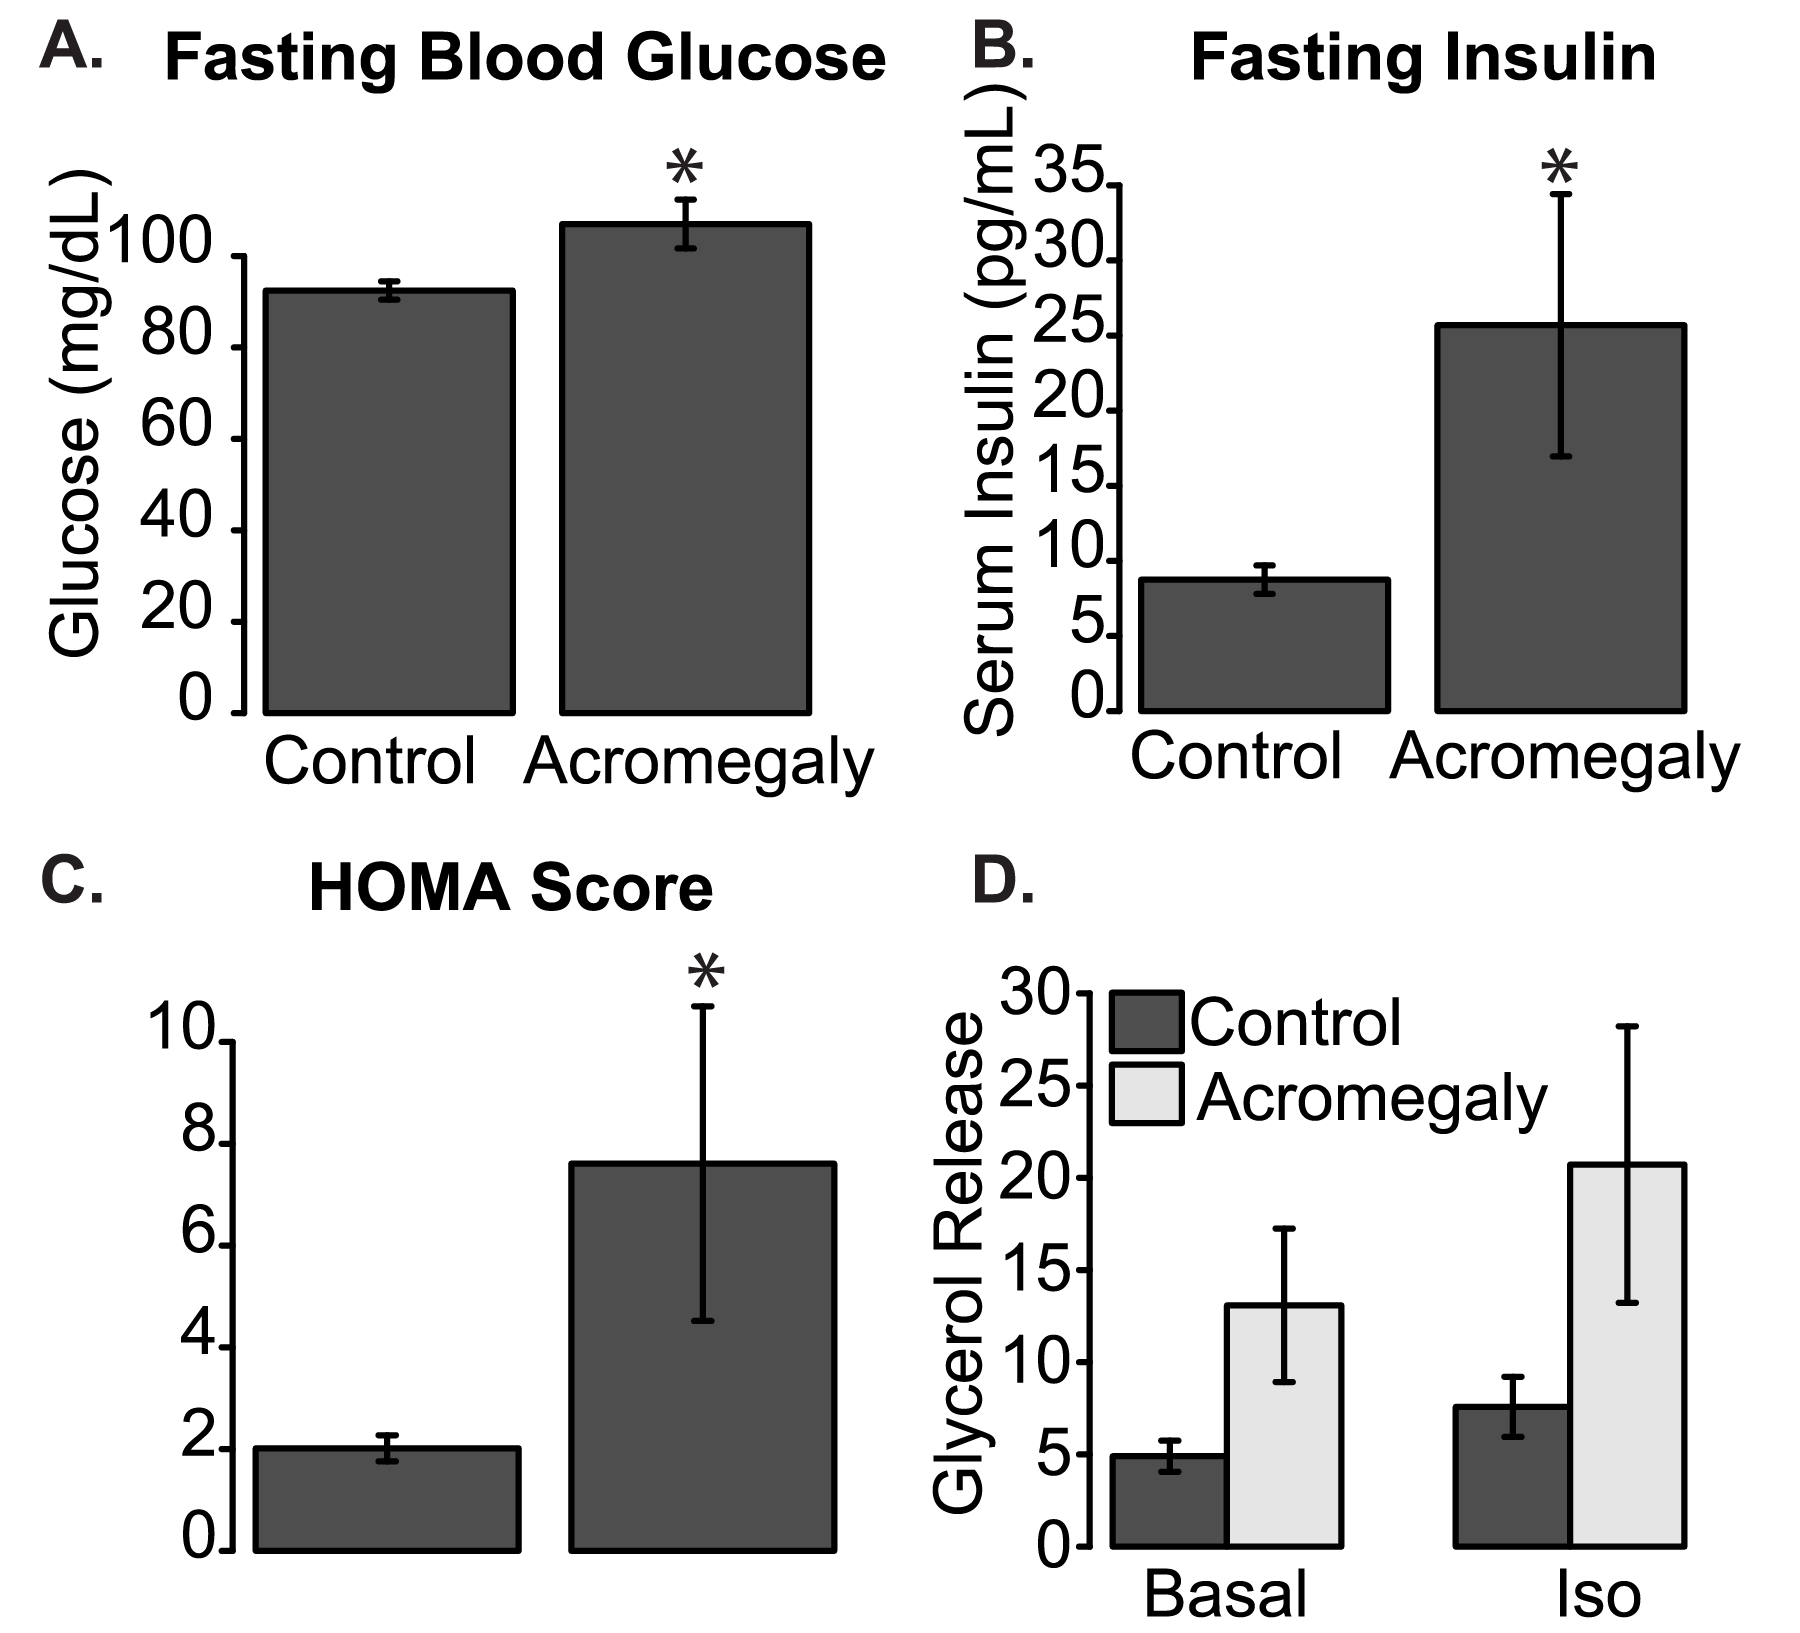 A. Fasting Blood Glucose
*
Glucose (mg/dL)
100
80
60
40
20
0
Control Acromegaly
B. Fasting Insulin
*
Serum Insulin (pg/mL)
35
30
25
20
15
10
5
0
Control Acromegaly
C. HOMA Score
*
10
8
6
4
2
0
D.
Glycerol Release
30
25
20
15
10
5
0
Control
Acromegaly
Basal Iso